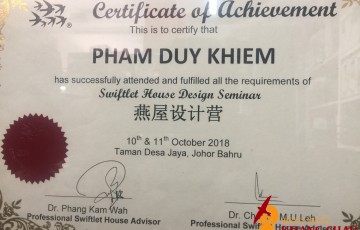 Certificate of Achievement
This is to certify that
PHAM DUY KHIEM
has successfully attended and fulfilled all the requirements of
Swiftlet House Design Seminar
燕屋设计营
10th & 11th October 2018
Taman Desa Jaya, Johor Bahru
Dr. Phang Kam Wah
Professional Swiftlet House Advisor
M.U Leh
Professional Swiftlet